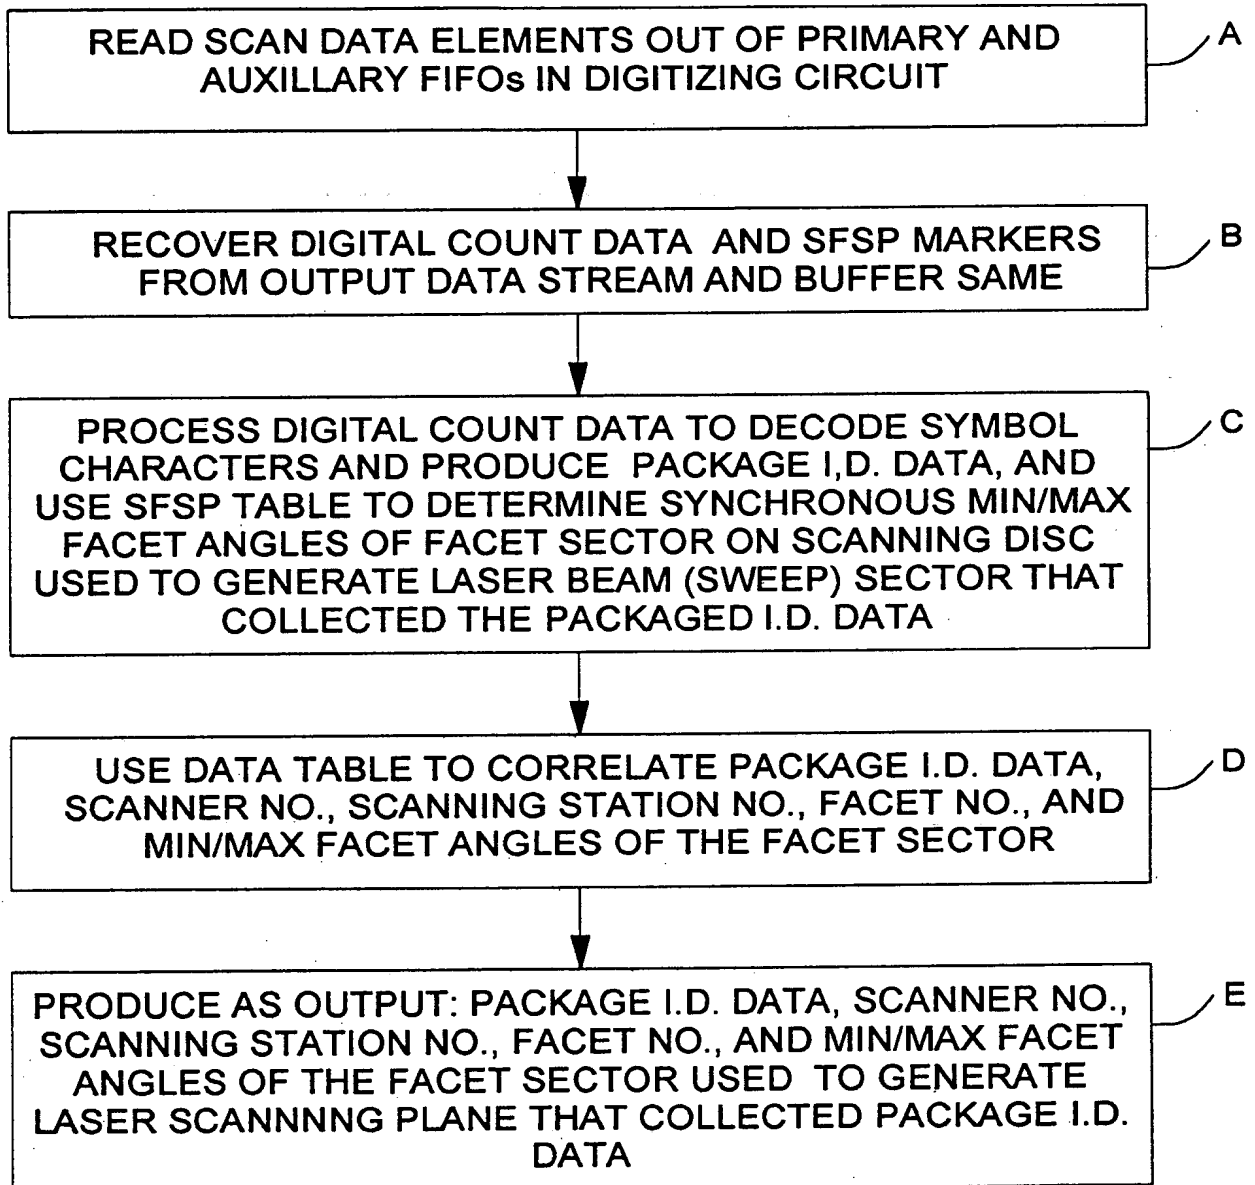 READ SCAN DATA ELEMENTS OUT OF PRIMARY AND
AUXILLARY FIFOs IN DIGITIZING CIRCUIT
A
RECOVER DIGITAL COUNT DATA AND SFSP MARKERS
FROM OUTPUT DATA STREAM AND BUFFER SAME
B
PROCESS DIGITAL COUNT DATA TO DECODE SYMBOL
CHARACTERS AND PRODUCE PACKAGE I,D. DATA, AND
USE SFSP TABLE TO DETERMINE SYNCHRONOUS MIN/MAX
FACET ANGLES OF FACET SECTOR ON SCANNING DISC
USED TO GENERATE LASER BEAM (SWEEP) SECTOR THAT
COLLECTED THE PACKAGED I.D. DATA
C
USE DATA TABLE TO CORRELATE PACKAGE I.D. DATA,
SCANNER NO., SCANNING STATION NO., FACET NO., AND
MIN/MAX FACET ANGLES OF THE FACET SECTOR
D
PRODUCE AS OUTPUT: PACKAGE I.D. DATA, SCANNER NO.,
SCANNING STATION NO., FACET NO., AND MIN/MAX FACET
ANGLES OF THE FACET SECTOR USED TO GENERATE
LASER SCANNNNG PLANE THAT COLLECTED PACKAGE I.D.
DATA
E